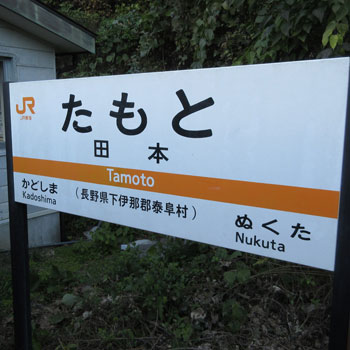 JR
JR東海
たもと
田本
Tamoto
かどしま
Kadoshima
(長野県下伊那郡泰阜村)
ぬくた
Nukuta